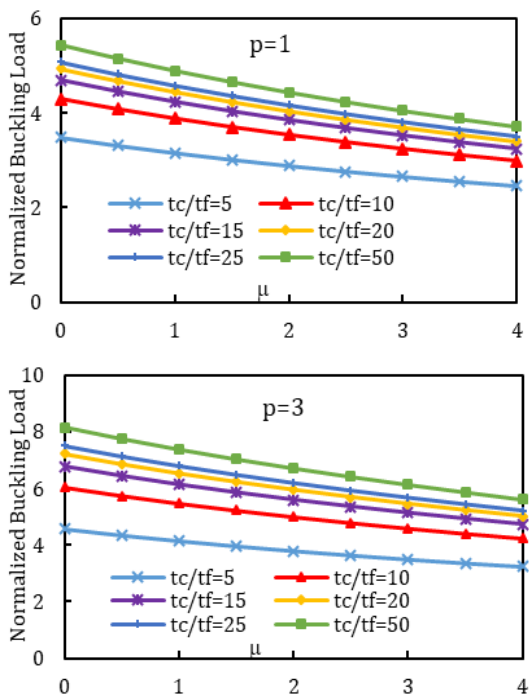 6
p=1
4
Normalized Buckling Load
2
tc/tf=5 tc/tf=10
tc/tf=15 tc/tf=20
tc/tf=25 tc/tf=50
μ
0
0 1 2 3 4
10
p=3
8
6
Normalized Buckling Load
4
2
tc/tf=5 tc/tf=10
tc/tf=15 tc/tf=20
tc/tf=25 tc/tf=50
μ
0
0 1 2 3 4